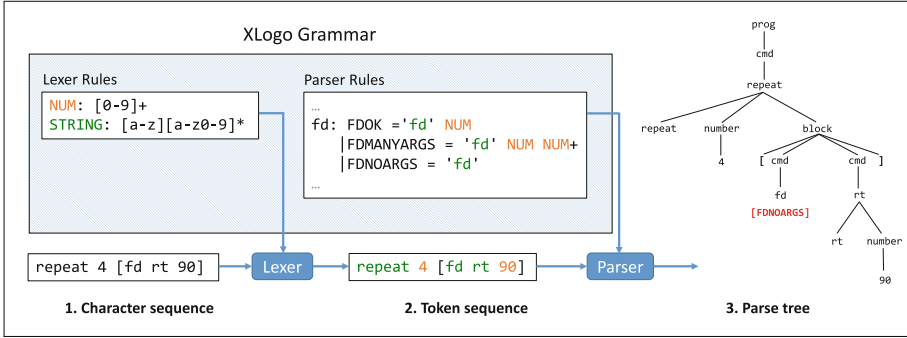 XLogo Grammar
Lexer Rules
NUM: [0-9]+
STRING: [a-z][a-z0-9]*
Parser Rules
...
fd: FDOK ='fd' NUM
|FDMANYARGS = 'fd' NUM NUM+
|FDNOARGS = 'fd'
...
repeat 4 [fd rt 90]
Lexer
repeat 4 [fd rt 90]
Parser
1. Character sequence
2. Token sequence
prog
cmd
repeat
repeat number block
4 [ cmd cmd ]
fd rt
[FDNOARGS]
rt number
90
3. Parse tree